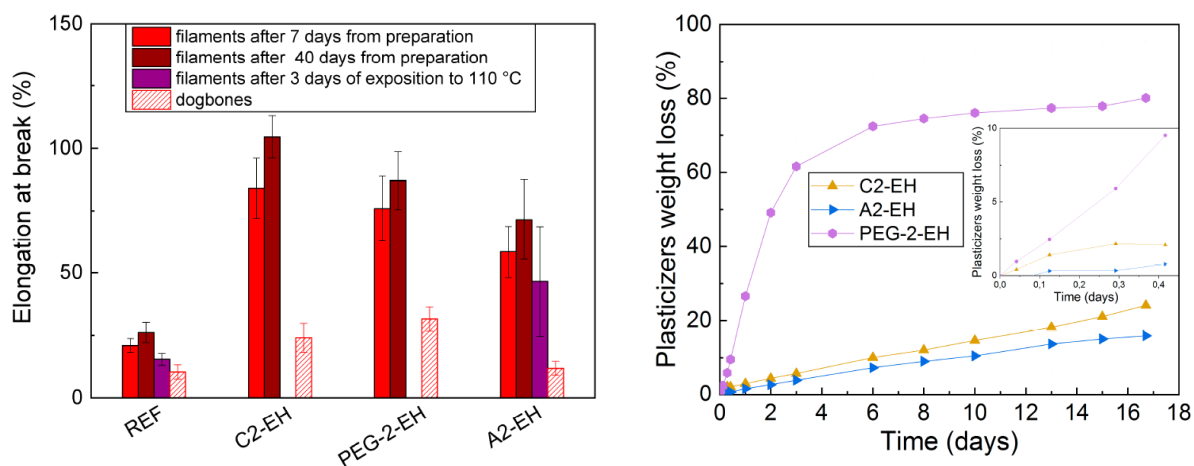 150
100
50
0
Elongation at break (%)
filaments after 7 days from preparation
filaments after 40 days from preparation
filaments after 3 days of exposition to 110 °C
dogbones
REF
C2-EH
PEG-2-EH
A2-EH
100
80
60
40
20
0
Plasticizers weight loss (%)
C2-EH
A2-EH
PEG-2-EH
10
5
0
Plasticizers weight loss (%)
0,0 0,1 0,2 0,3 0,4
Time (days)
0 2 4 6 8 10 12 14 16 18
Time (days)